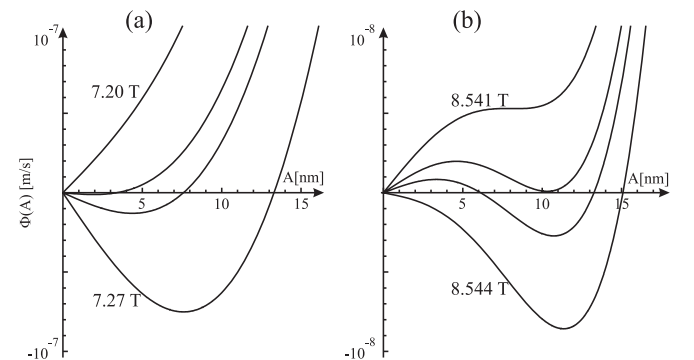 (a)
(b)
10⁻⁷
10⁻⁸
7.20 T
8.541 T
Φ(A) [m/s]
A[nm]
A[nm]
5
10
15
5
10
15
7.27 T
8.544 T
-10⁻⁷
-10⁻⁸